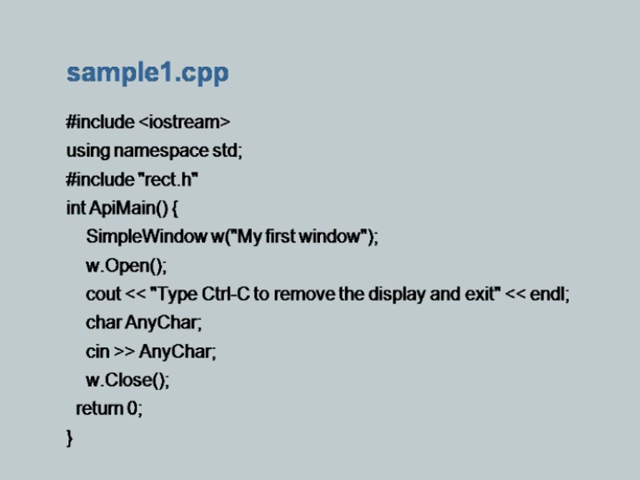 sample1.cpp
#include <iostream>
using namespace std;
#include "rect.h"
int ApiMain() {
SimpleWindow w("My first window");
w.Open();
cout << "Type Ctrl-C to remove the display and exit" << endl;
char AnyChar;
cin >> AnyChar;
w.Close();
return 0;
}